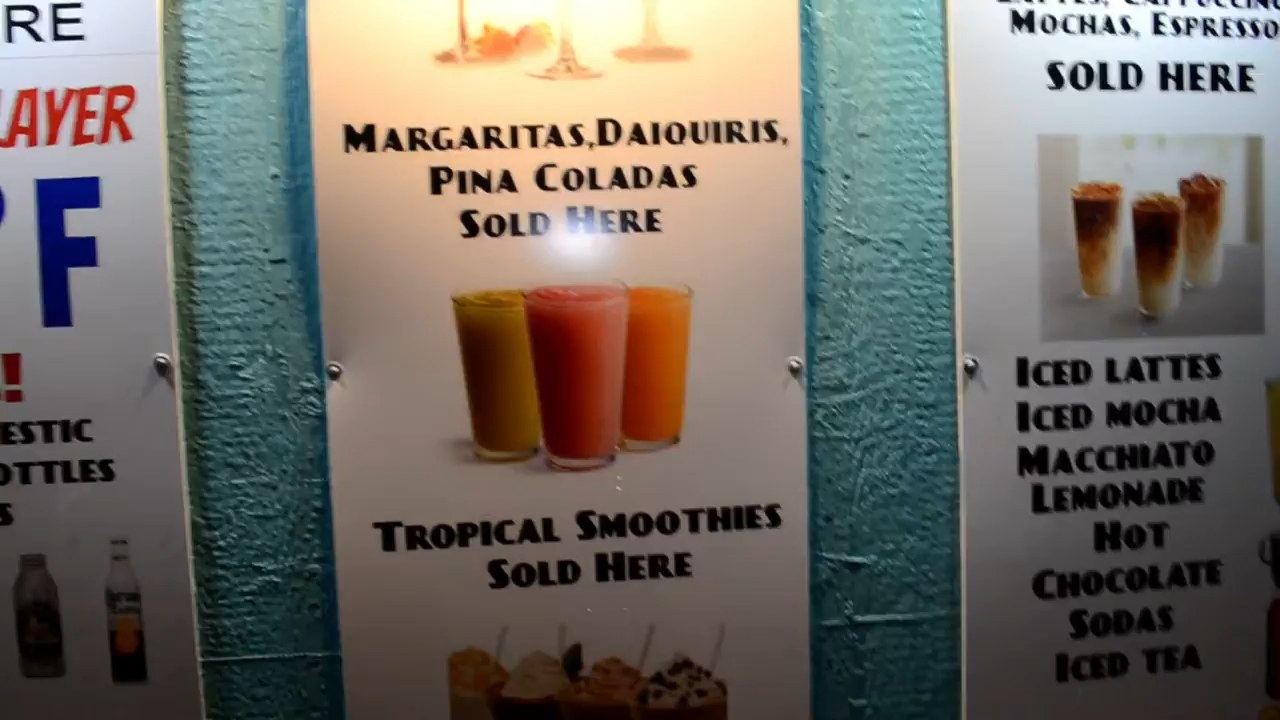 RE
LAYER
F
!
ESTIC
OTTLES
S
MARGARITAS,DAIQUIRIS,
PINA COLADAS
SOLD HERE
TROPICAL SMOOTHIES
SOLD HERE
MOCHAS, ESPRESSO
SOLD HERE
ICED LATTES
ICED MOCHA
MACCHIATO
LEMONADE
HOT
CHOCOLATE
SODAS
ICED TEA